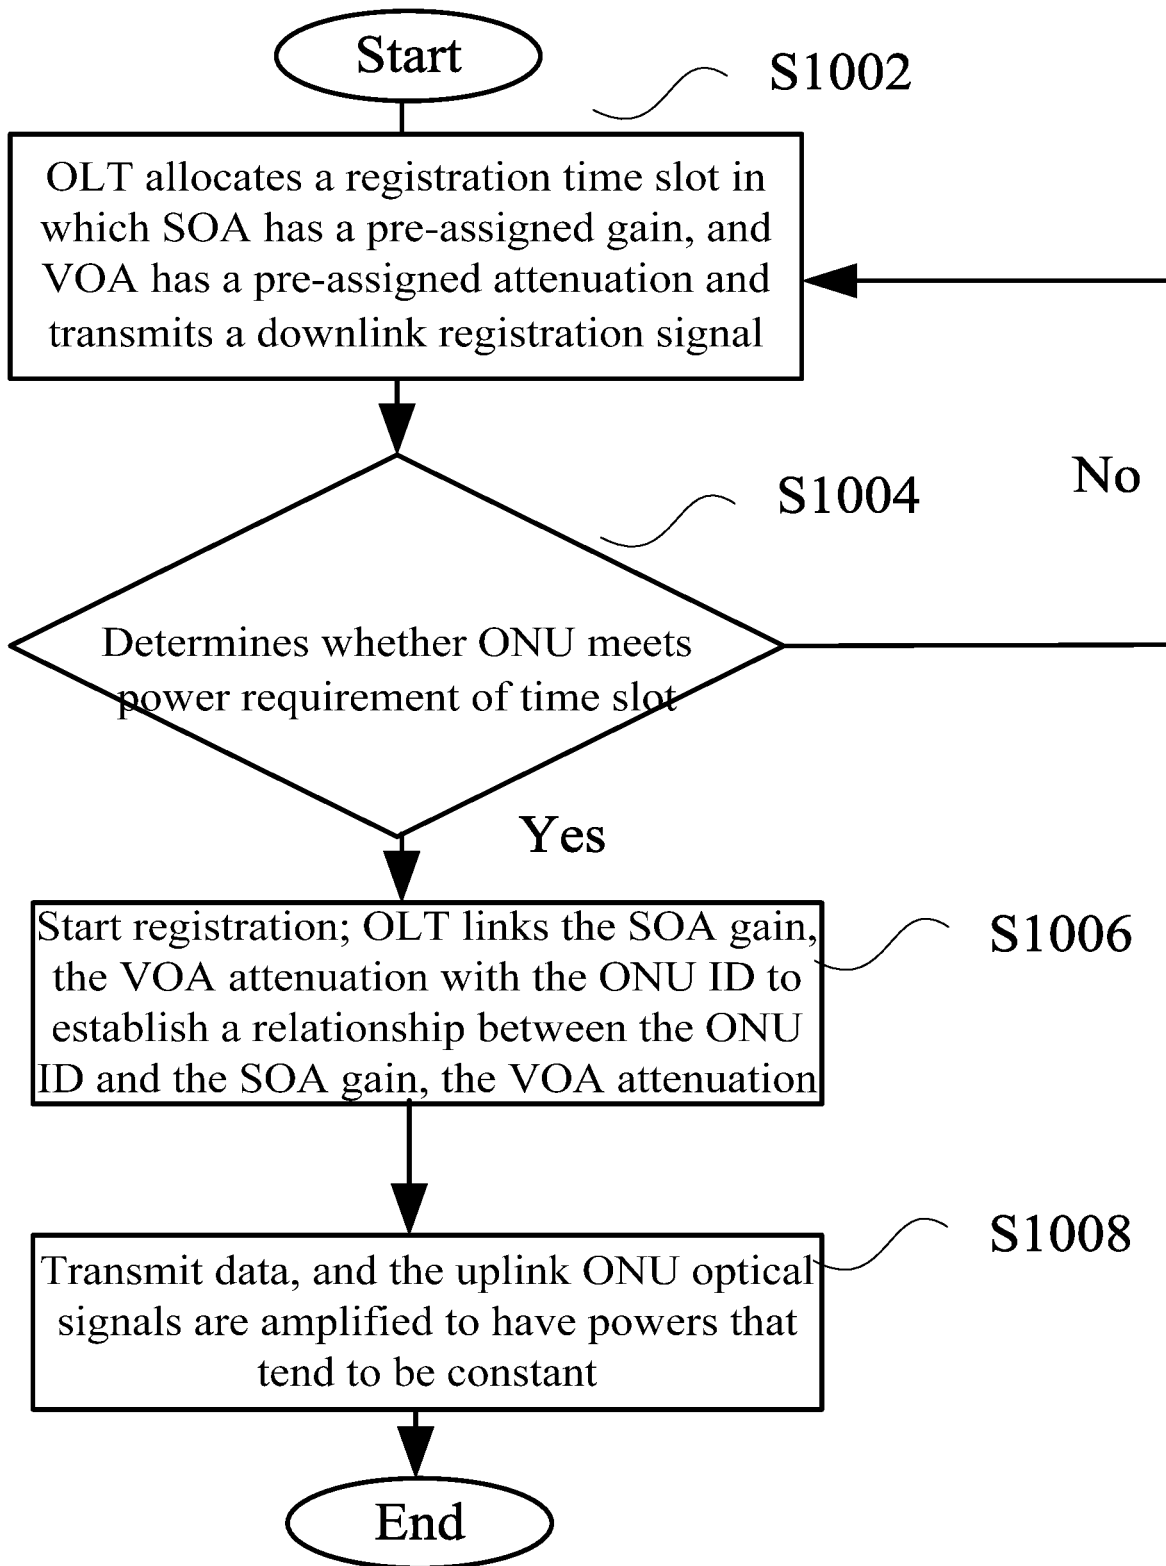 Start
S1002
OLT allocates a registration time slot in
which SOA has a pre-assigned gain, and
VOA has a pre-assigned attenuation and
transmits a downlink registration signal
No
S1004
Determines whether ONU meets
power requirement of time slot
Yes
Start registration; OLT links the SOA gain,
the VOA attenuation with the ONU ID to
establish a relationship between the ONU
ID and the SOA gain, the VOA attenuation
S1006
S1008
Transmit data, and the uplink ONU optical
signals are amplified to have powers that
tend to be constant
End